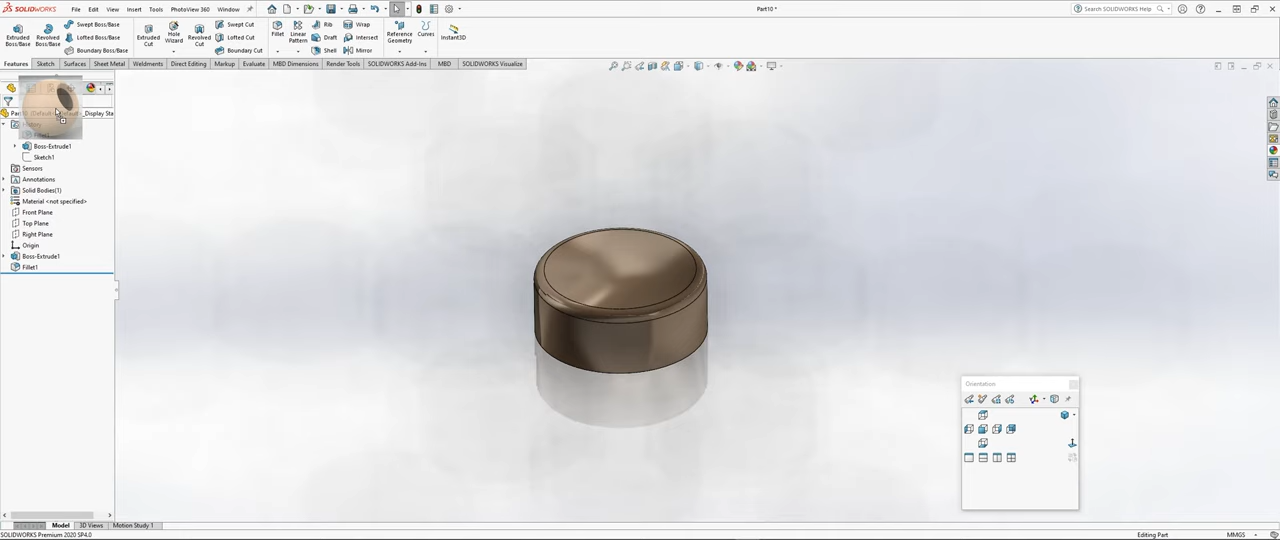 SOLIDWORKS File Edit View Insert Tools PhotoView 360 Window Part10 * Search SOLIDWORKS Help
Extruded Boss/Base Revolved Boss/Base Swept Boss/Base Lofted Boss/Base Boundary Boss/Base Extruded Cut Hole Wizard Revolved Cut Swept Cut Lofted Cut Boundary Cut Fillet Linear Pattern Rib Draft Shell Wrap Intersect Mirror Reference Geometry Curves Instant3D
Features Sketch Surfaces Sheet Metal Weldments Direct Editing Markup Evaluate MBD Dimensions Render Tools SOLIDWORKS Add-Ins MBD SOLIDWORKS Visualize
Display Sta
History
Boss-Extrude1
Sketch1
Sensors
Annotations
Solid Bodies(1)
Material <not specified>
Front Plane
Top Plane
Right Plane
Origin
Boss-Extrude1
Fillet1
Orientation
Model 3D Views Motion Study 1
SOLIDWORKS Premium 2020 SP4.0 Editing Part MMGS